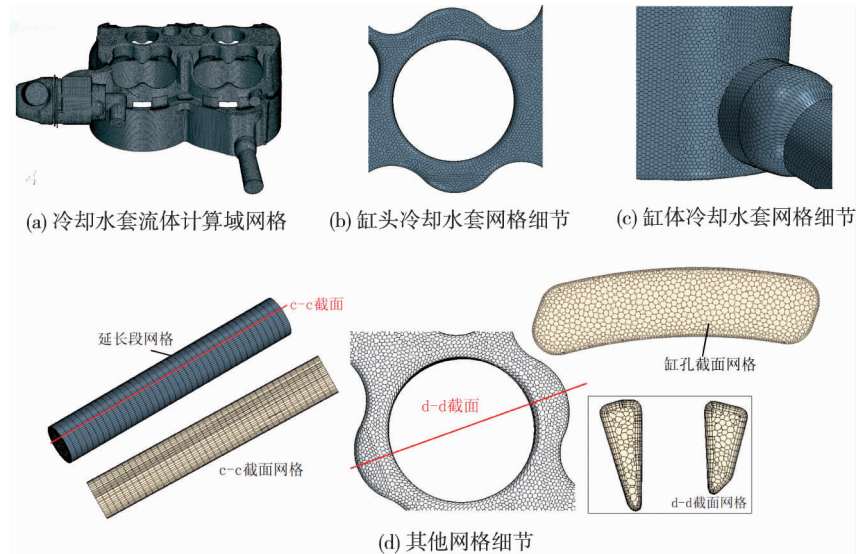 (a) 冷却水套流体计算域网格
(b) 缸头冷却水套网格细节
(c) 缸体冷却水套网格细节
c-c截面
延长段网格
c-c截面网格
d-d截面
缸孔截面网格
d-d截面网格
(d) 其他网格细节